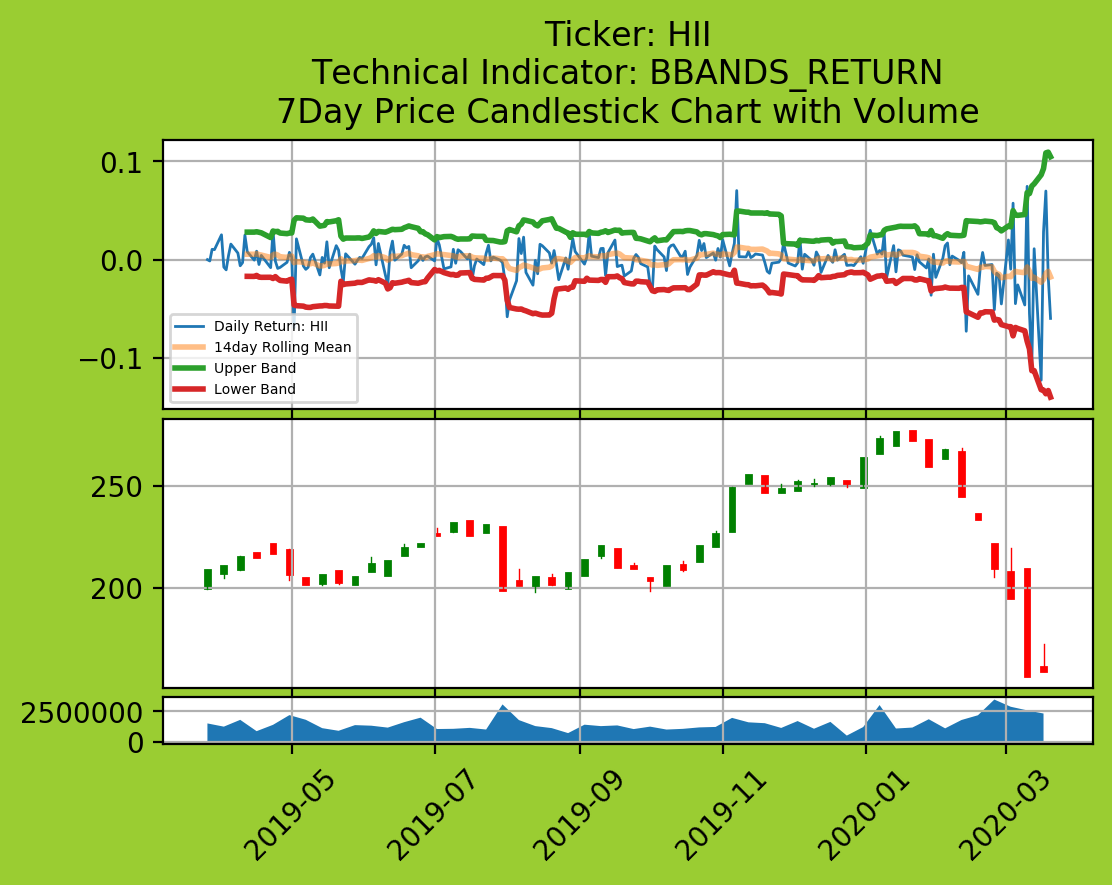 Ticker: HII
Technical Indicator: BBANDS_RETURN
7Day Price Candlestick Chart with Volume
0.1
0.0
−0.1
Daily Return: HII
14day Rolling Mean
Upper Band
Lower Band
250
200
2500000
0
2019-05
2019-07
2019-09
2019-11
2020-01
2020-03